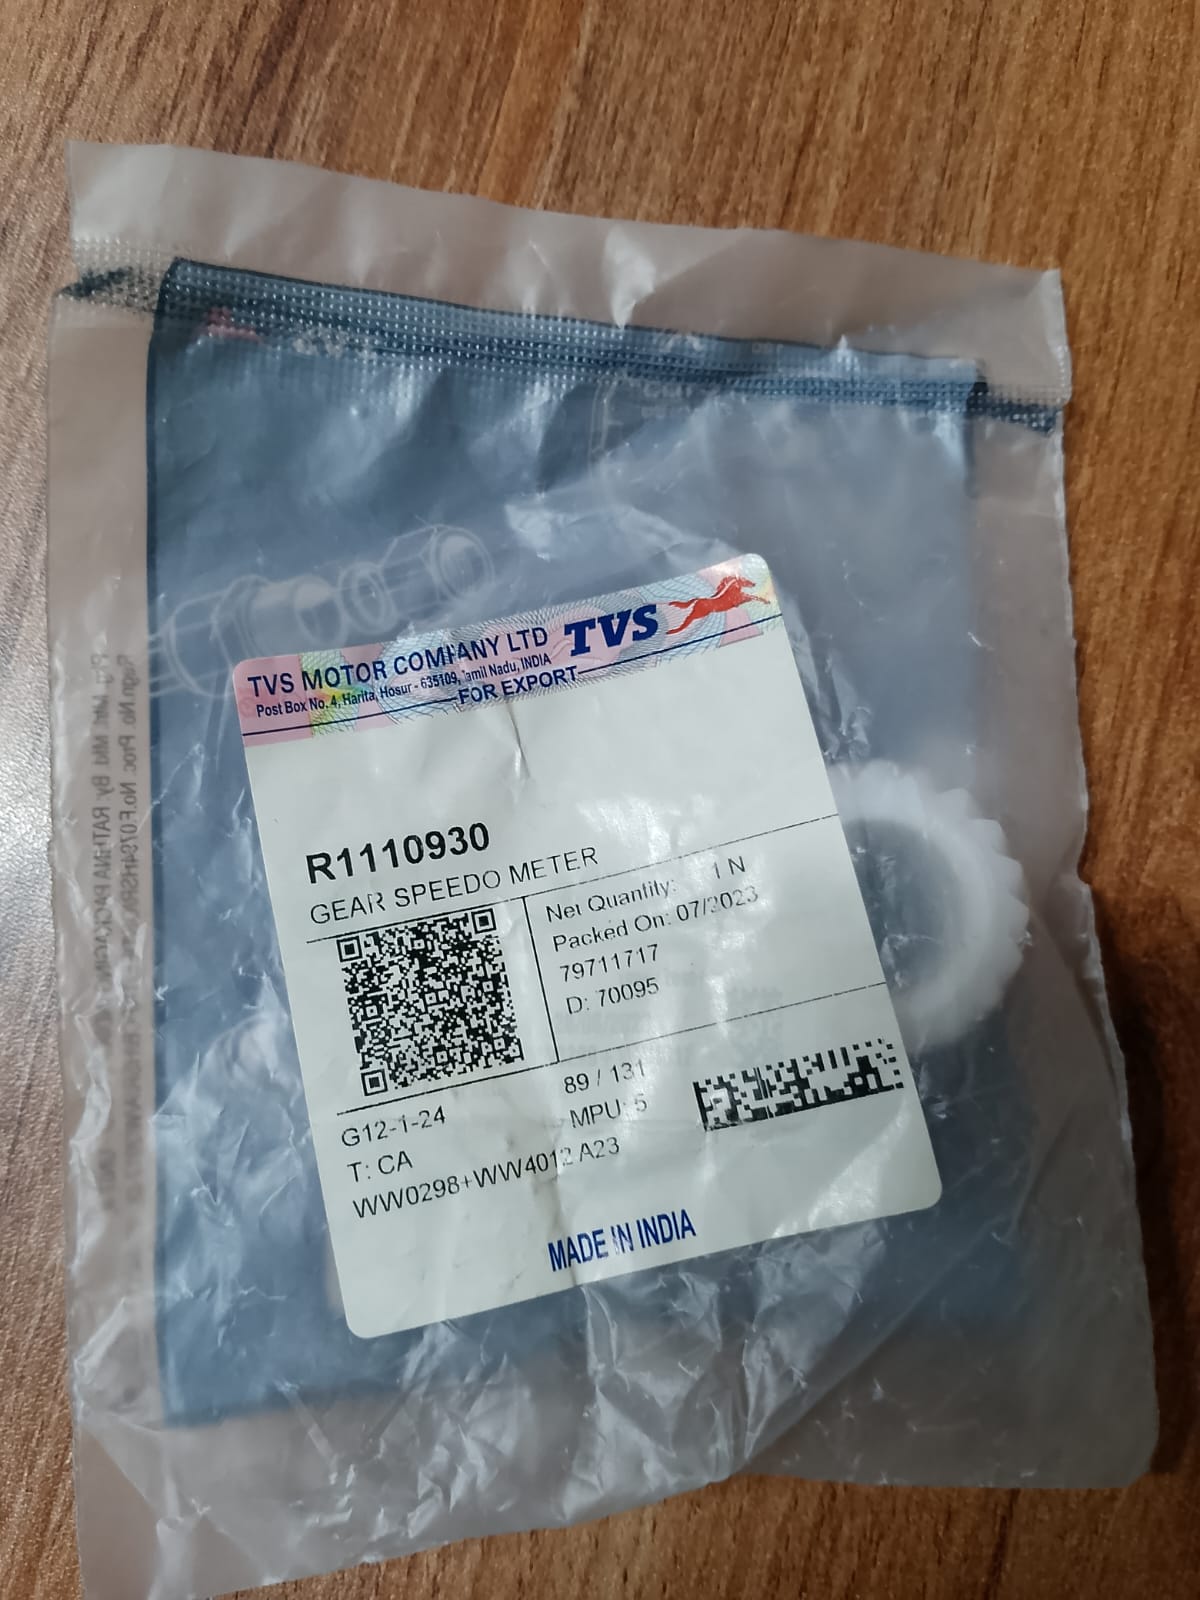 TVS MOTOR COMPANY LTD TVS
Post Box No. 4, Harita, Hosur - 635109, Tamil Nadu, INDIA
FOR EXPORT
R1110930
GEAR SPEEDO METER
Net Quantity: 1 N
Packed On: 07/2023
79711717
D: 70095
89 / 131
G12-1-24
MPU: 5
T: CA
WW0298+WW4012 A23
MADE IN INDIA